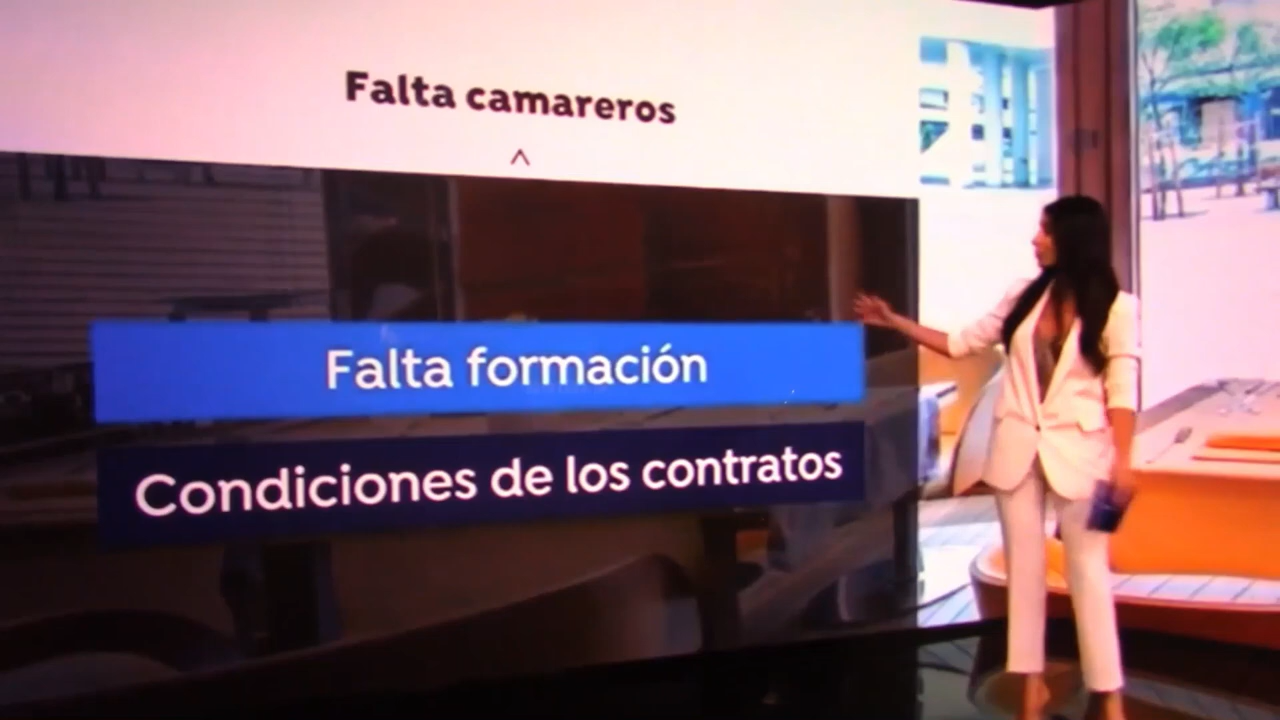 Falta camareros
^
Falta formación
Condiciones de los contratos